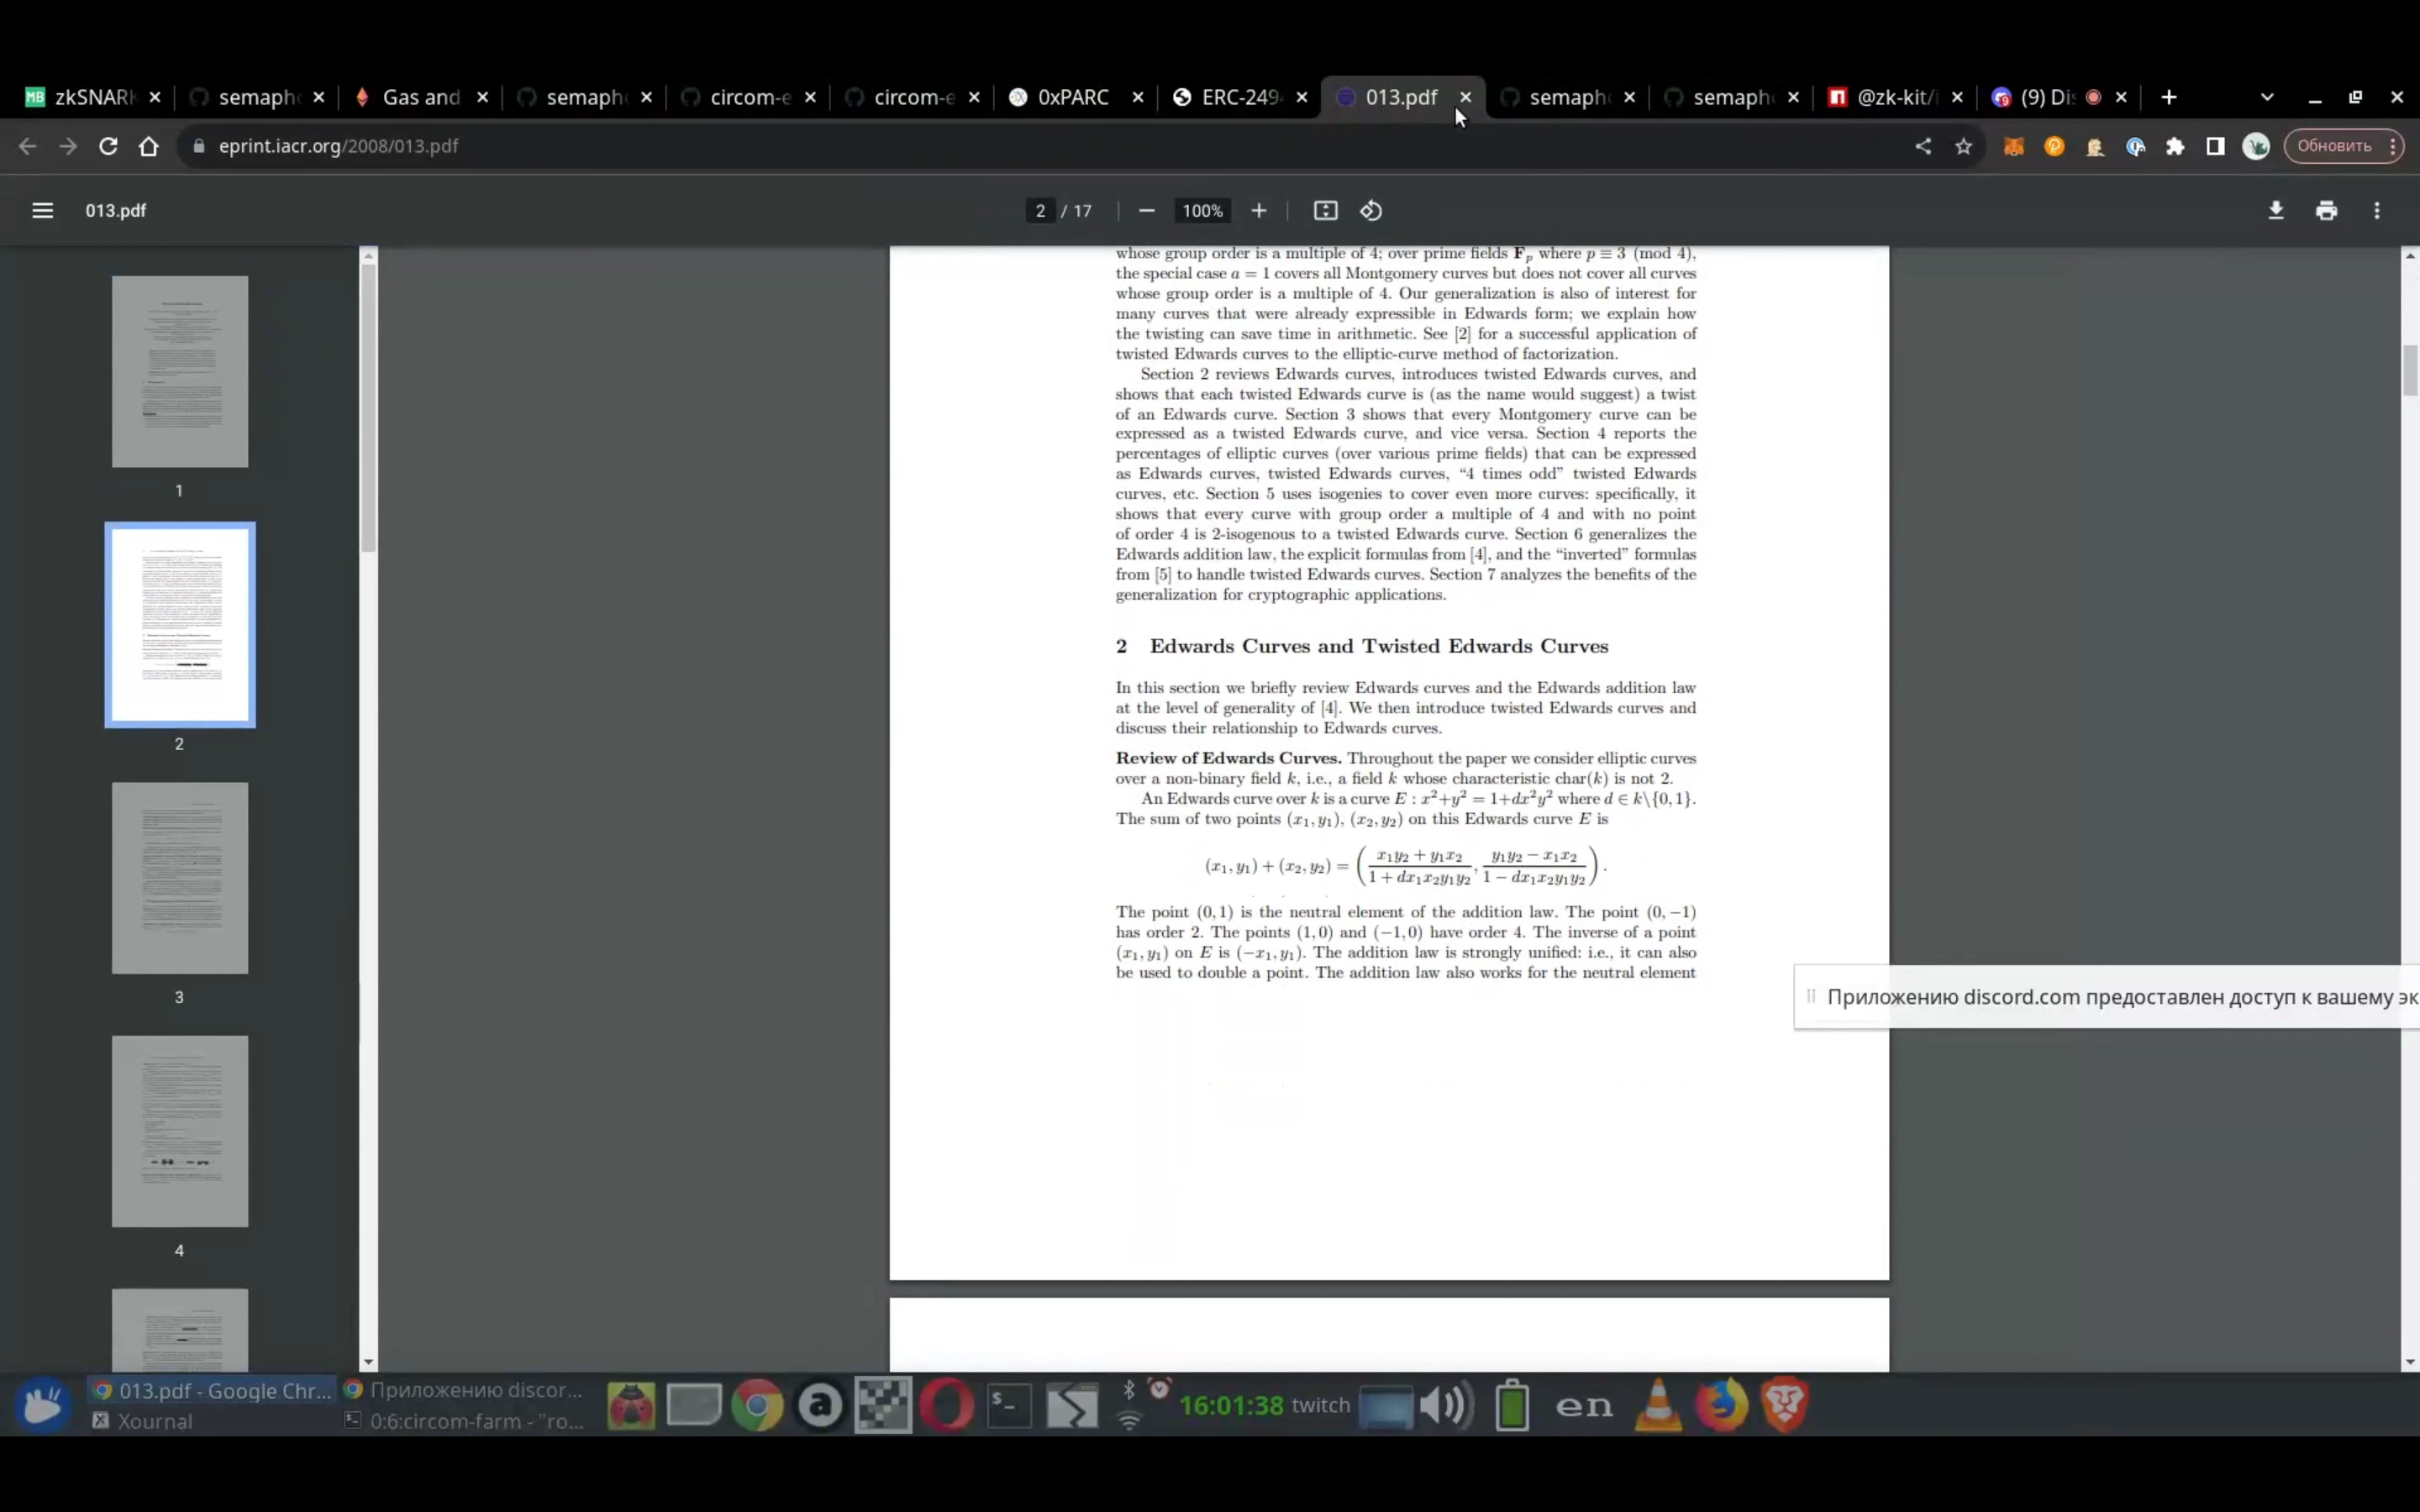 zkSNARK
semapho
Gas and
semapho
circom-e
circom-e
0xPARC
ERC-249
013.pdf
semapho
semapho
@zk-kit/i
(9) Dis
eprint.iacr.org/2008/013.pdf
Обновить
013.pdf
2 / 17
100%
1
2
3
4
whose group order is a multiple of 4; over prime fields Fp where p ≡ 3 (mod 4),
the special case a = 1 covers all Montgomery curves but does not cover all curves
whose group order is a multiple of 4. Our generalization is also of interest for
many curves that were already expressible in Edwards form; we explain how
the twisting can save time in arithmetic. See [2] for a successful application of
twisted Edwards curves to the elliptic-curve method of factorization.
Section 2 reviews Edwards curves, introduces twisted Edwards curves, and
shows that each twisted Edwards curve is (as the name would suggest) a twist
of an Edwards curve. Section 3 shows that every Montgomery curve can be
expressed as a twisted Edwards curve, and vice versa. Section 4 reports the
percentages of elliptic curves (over various prime fields) that can be expressed
as Edwards curves, twisted Edwards curves, “4 times odd” twisted Edwards
curves, etc. Section 5 uses isogenies to cover even more curves: specifically, it
shows that every curve with group order a multiple of 4 and with no point
of order 4 is 2-isogenous to a twisted Edwards curve. Section 6 generalizes the
Edwards addition law, the explicit formulas from [4], and the “inverted” formulas
from [5] to handle twisted Edwards curves. Section 7 analyzes the benefits of the
generalization for cryptographic applications.
2 Edwards Curves and Twisted Edwards Curves
In this section we briefly review Edwards curves and the Edwards addition law
at the level of generality of [4]. We then introduce twisted Edwards curves and
discuss their relationship to Edwards curves.
Review of Edwards Curves. Throughout the paper we consider elliptic curves
over a non-binary field k, i.e., a field k whose characteristic char(k) is not 2.
An Edwards curve over k is a curve E : x²+y² = 1+dx²y² where d ∈ k\{0, 1}.
The sum of two points (x₁, y₁), (x₂, y₂) on this Edwards curve E is
(x₁, y₁) + (x₂, y₂) = ( (x₁y₂ + y₁x₂)/(1 + dx₁x₂y₁y₂), (y₁y₂ − x₁x₂)/(1 − dx₁x₂y₁y₂) ).
The point (0, 1) is the neutral element of the addition law. The point (0, −1)
has order 2. The points (1, 0) and (−1, 0) have order 4. The inverse of a point
(x₁, y₁) on E is (−x₁, y₁). The addition law is strongly unified: i.e., it can also
be used to double a point. The addition law also works for the neutral element
Приложению discord.com предоставлен доступ к вашему эк
013.pdf - Google Chr...
Приложению discor...
Xournal
0:6:circom-farm - "ro...
16:01:38 twitch
en